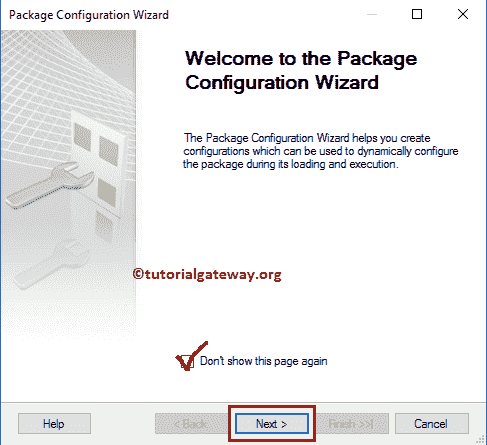 Package Configuration Wizard
Welcome to the Package
Configuration Wizard
The Package Configuration Wizard helps you create
configurations which can be used to dynamically configure
the package during its loading and execution.
©tutorialgateway.org
Don't show this page again
Help
< Back
Next >
Finish >>|
Cancel